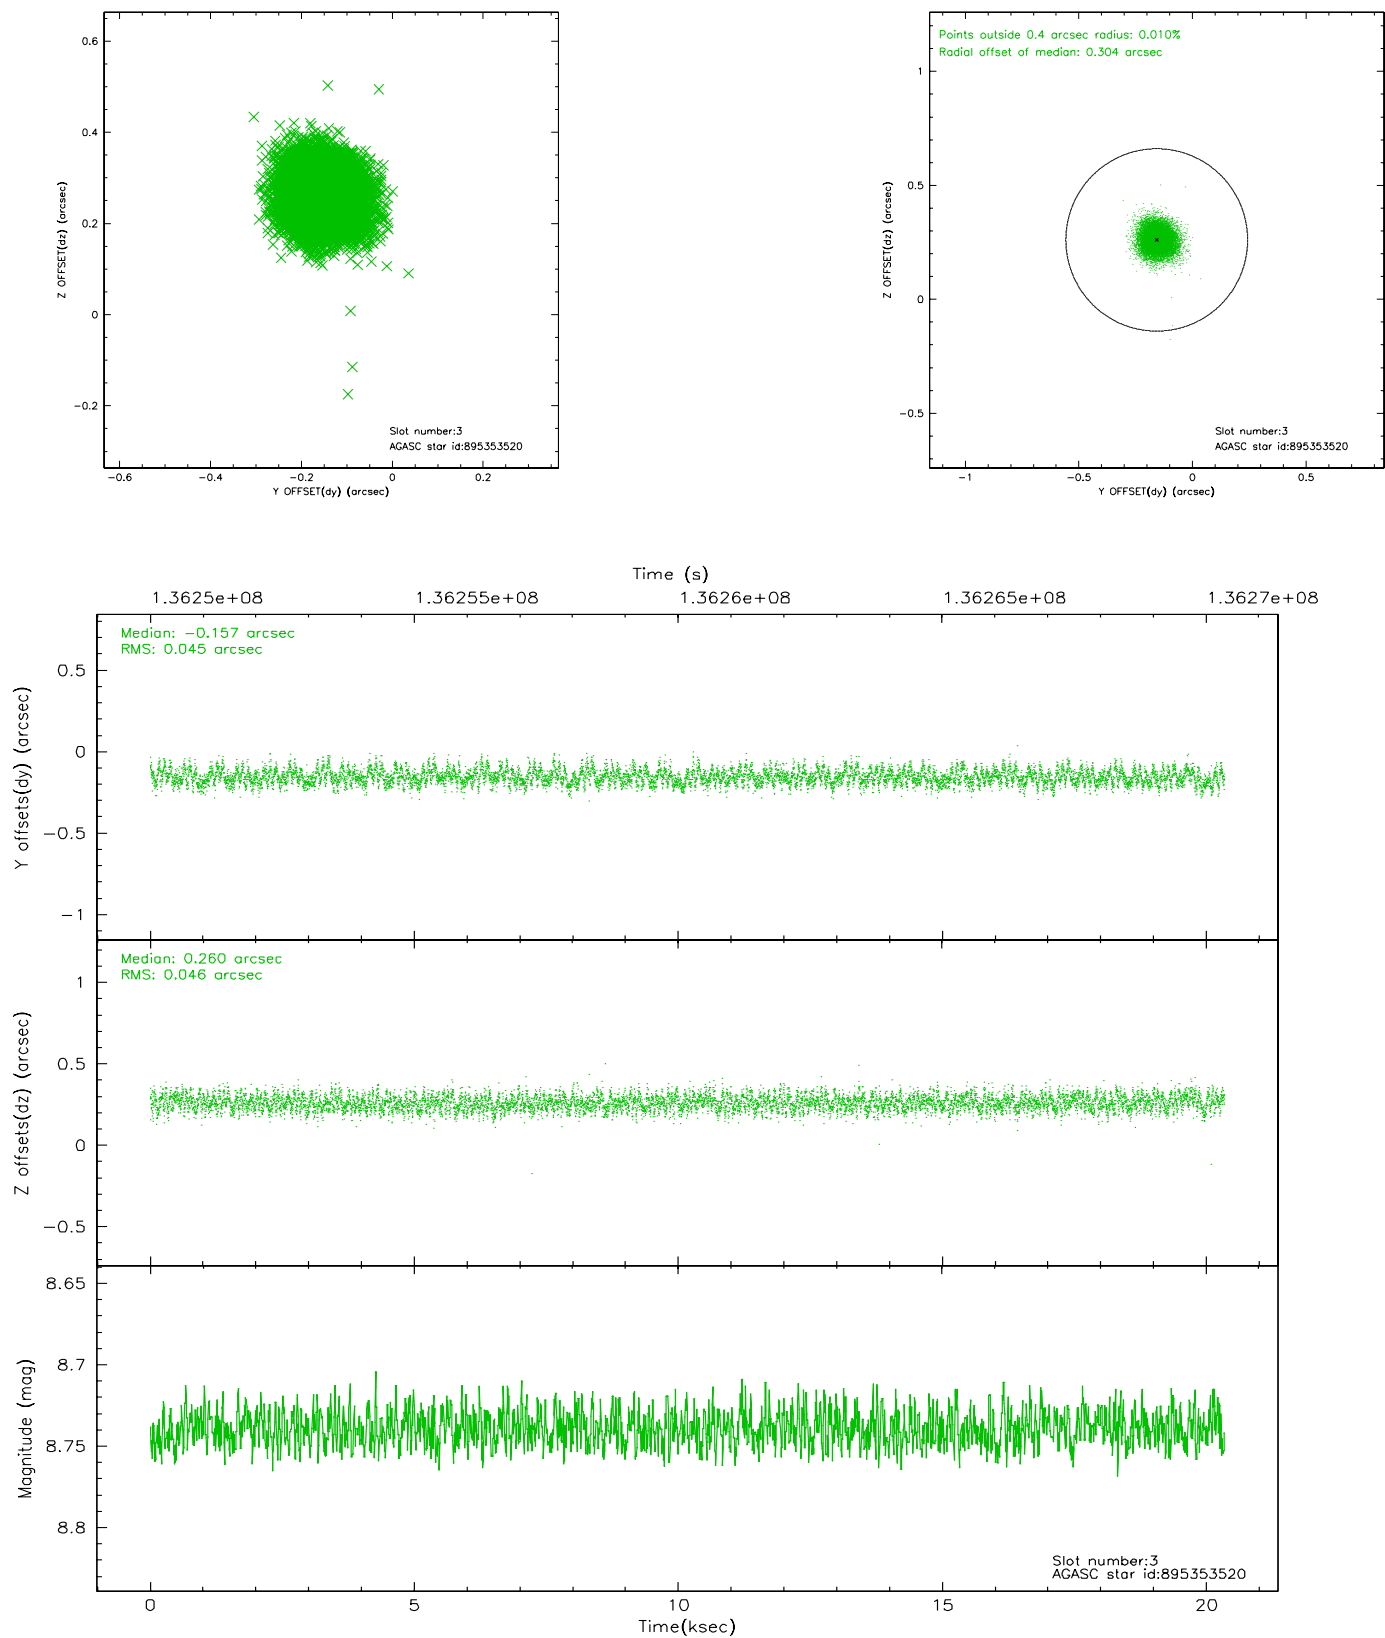 0.6
0.4
0.2
0
−0.2
Z OFFSET(dz) (arcsec)
Slot number:3
AGASC star id:895353520
−0.6
−0.4
−0.2
0
0.2
Y OFFSET(dy) (arcsec)
Points outside 0.4 arcsec radius: 0.010%
Radial offset of median: 0.304 arcsec
1
0.5
0
−0.5
Z OFFSET(dz) (arcsec)
Slot number:3
AGASC star id:895353520
−1
−0.5
0
0.5
Y OFFSET(dy) (arcsec)
Time (s)
1.3625e+08
1.36255e+08
1.3626e+08
1.36265e+08
1.3627e+08
Median: −0.157 arcsec
RMS: 0.045 arcsec
0.5
0
−0.5
−1
Y offsets(dy) (arcsec)
Median: 0.260 arcsec
RMS: 0.046 arcsec
1
0.5
0
−0.5
Z offsets(dz) (arcsec)
8.65
8.7
8.75
8.8
Magnitude (mag)
Slot number:3
AGASC star id:895353520
0
5
10
15
20
Time(ksec)